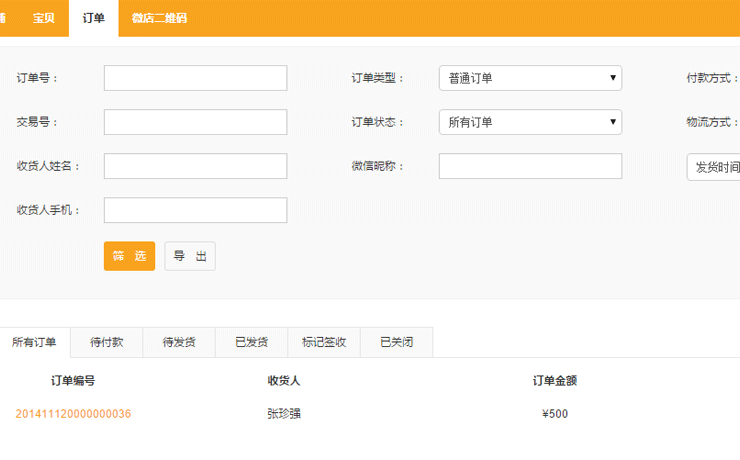 宝贝 订单 微店二维码
订单号： 订单类型： 普通订单 付款方式：
交易号： 订单状态： 所有订单 物流方式：
收货人姓名： 微信昵称： 发货时间
收货人手机：
筛 选 导 出
所有订单 待付款 待发货 已发货 标记签收 已关闭
订单编号 收货人 订单金额
201411120000000036 张珍强 ¥500